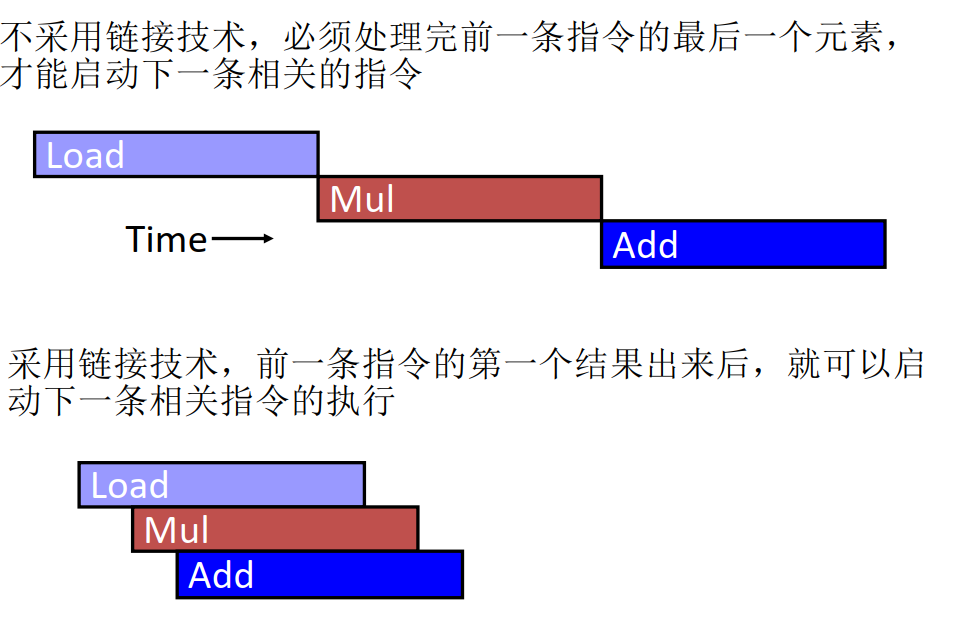 不采用链接技术，必须处理完前一条指令的最后一个元素，
才能启动下一条相关的指令
Load
Mul
Time
Add
采用链接技术，前一条指令的第一个结果出来后，就可以启
动下一条相关指令的执行
Load
Mul
Add